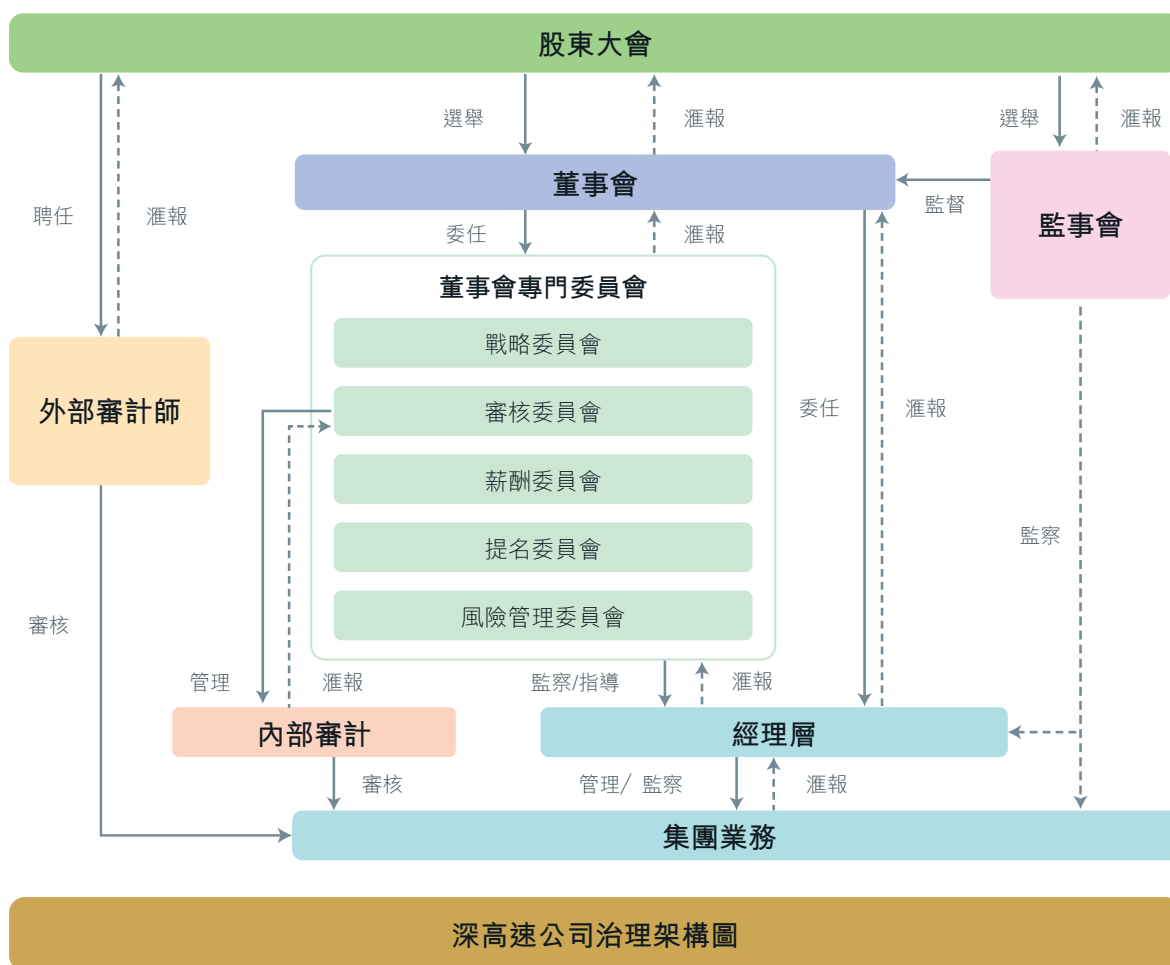 股東大會
選舉
滙報
選舉
滙報
董事會
監督
監事會
聘任
滙報
委任
滙報
董事會專門委員會
戰略委員會
外部審計師
審核委員會
委任
滙報
薪酬委員會
提名委員會
監察
風險管理委員會
審核
管理
滙報
監察/指導
滙報
內部審計
經理層
審核
管理/ 監察
滙報
集團業務
深高速公司治理架構圖